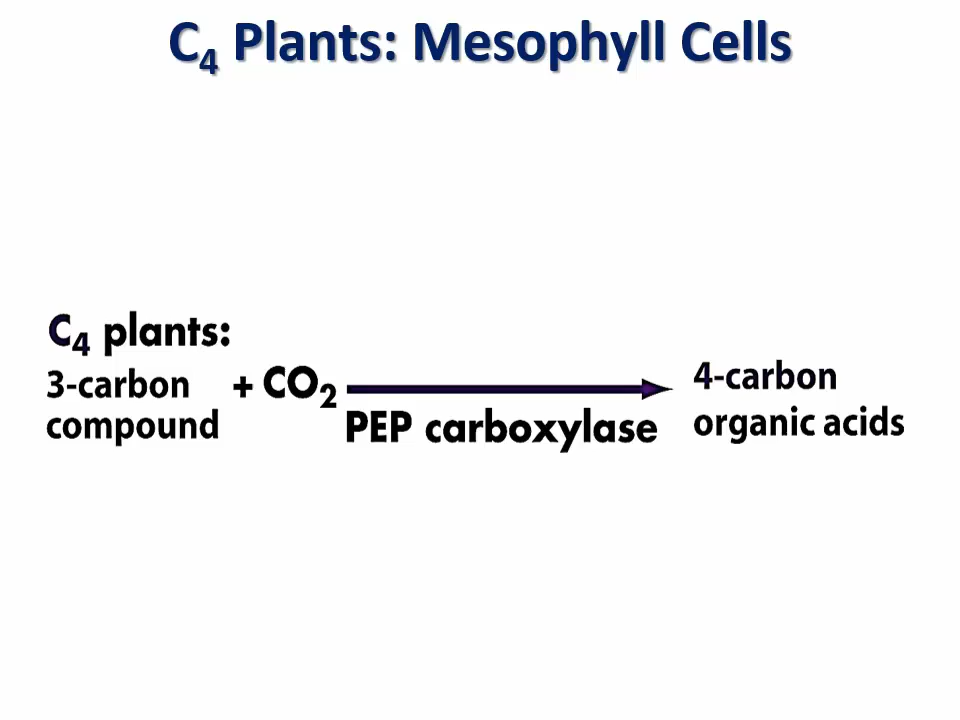 C₄ Plants: Mesophyll Cells
C₄ plants:
3-carbon compound + CO₂
PEP carboxylase
4-carbon
organic acids